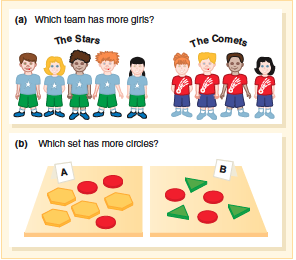 (a) Which team has more girls?
The Stars The Comets
(b) Which set has more circles?
A B